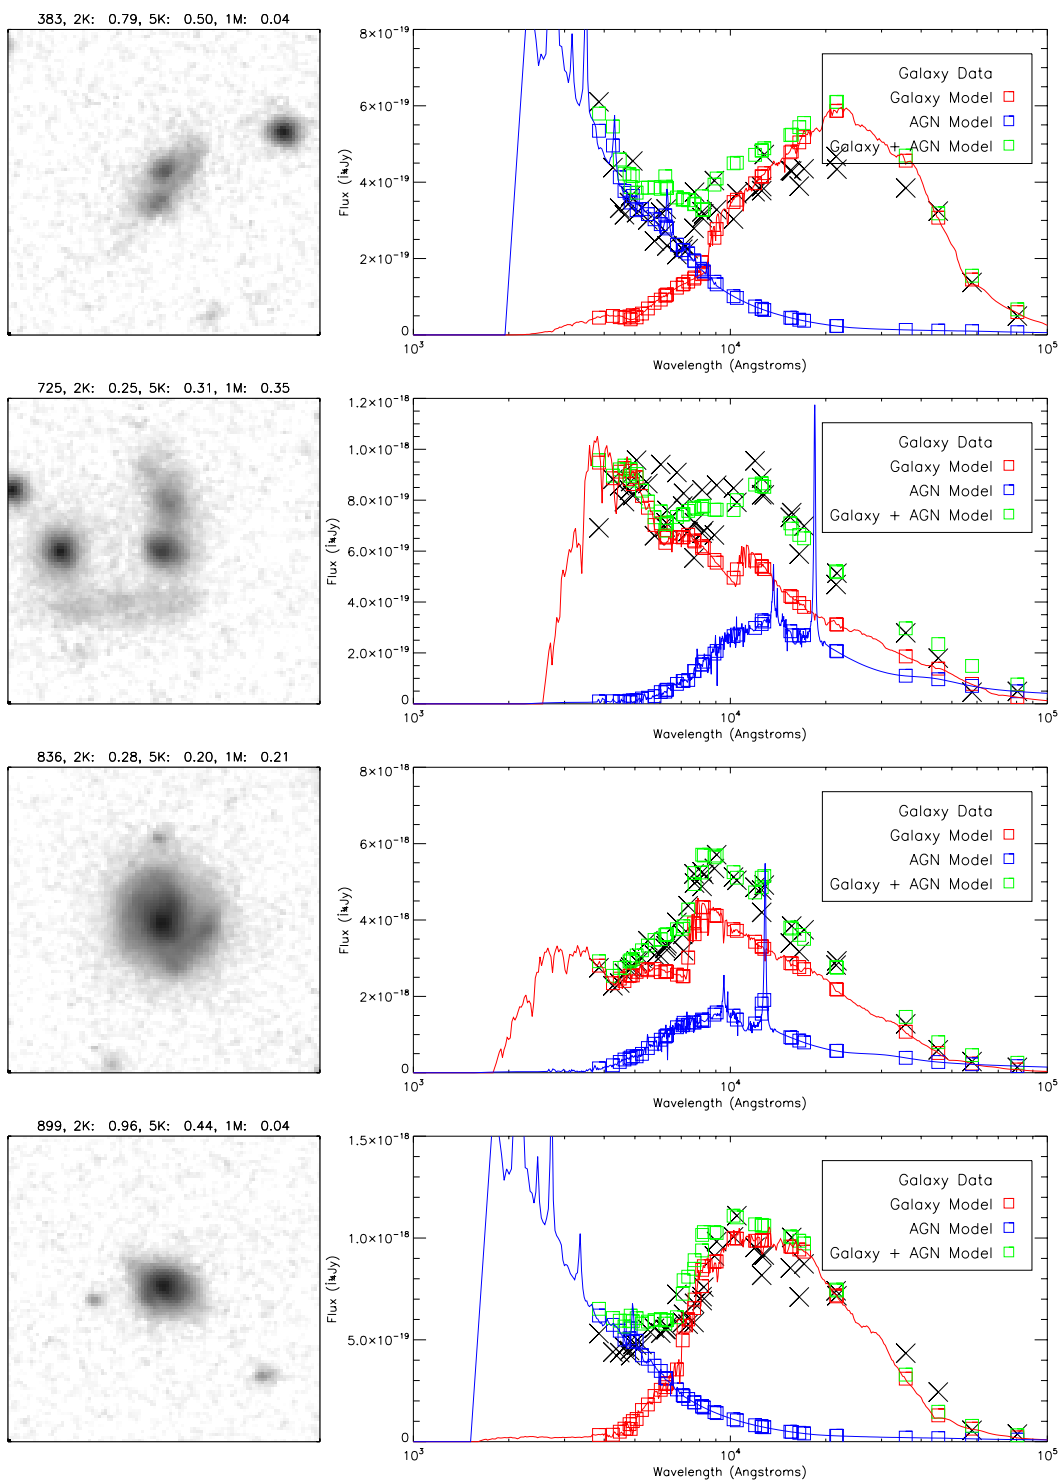 383, 2K: 0.79, 5K: 0.50, 1M: 0.04
8×10⁻¹⁹
6×10⁻¹⁹
4×10⁻¹⁹
2×10⁻¹⁹
0
Flux (i¾Jy)
Galaxy Data
Galaxy Model
AGN Model
Galaxy + AGN Model
10³
10⁴
10⁵
Wavelength (Angstroms)
725, 2K: 0.25, 5K: 0.31, 1M: 0.35
1.2×10⁻¹⁸
1.0×10⁻¹⁸
8.0×10⁻¹⁹
6.0×10⁻¹⁹
4.0×10⁻¹⁹
2.0×10⁻¹⁹
0
Flux (i¾Jy)
Galaxy Data
Galaxy Model
AGN Model
Galaxy + AGN Model
10³
10⁴
10⁵
Wavelength (Angstroms)
836, 2K: 0.28, 5K: 0.20, 1M: 0.21
8×10⁻¹⁸
6×10⁻¹⁸
4×10⁻¹⁸
2×10⁻¹⁸
0
Flux (i¾Jy)
Galaxy Data
Galaxy Model
AGN Model
Galaxy + AGN Model
10³
10⁴
10⁵
Wavelength (Angstroms)
899, 2K: 0.96, 5K: 0.44, 1M: 0.04
1.5×10⁻¹⁸
1.0×10⁻¹⁸
5.0×10⁻¹⁹
0
Flux (i¾Jy)
Galaxy Data
Galaxy Model
AGN Model
Galaxy + AGN Model
10³
10⁴
10⁵
Wavelength (Angstroms)